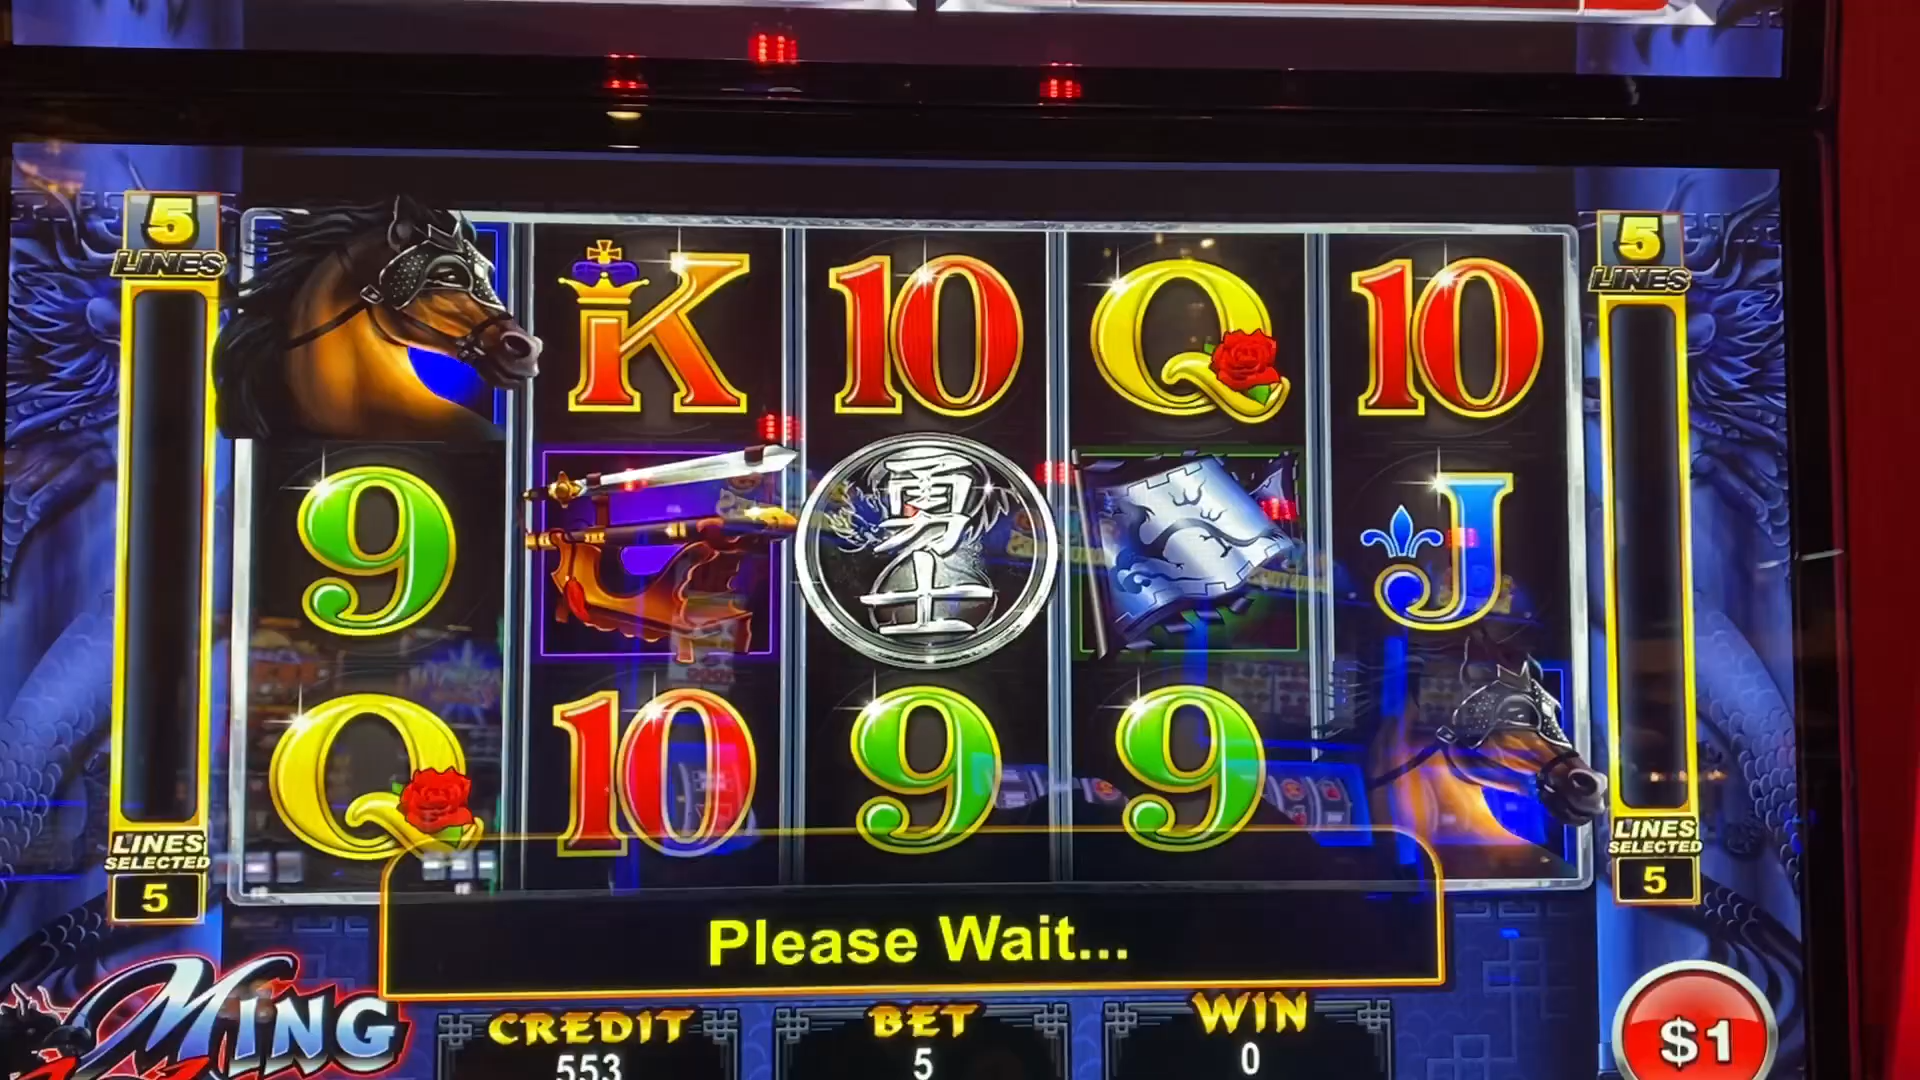 5
LINES
5
LINES
K
10
Q
10
9
勇
士
J
Q
10
9
9
LINES
SELECTED
5
LINES
SELECTED
5
Please Wait...
MING
CREDIT
553
BET
5
WIN
0
$1